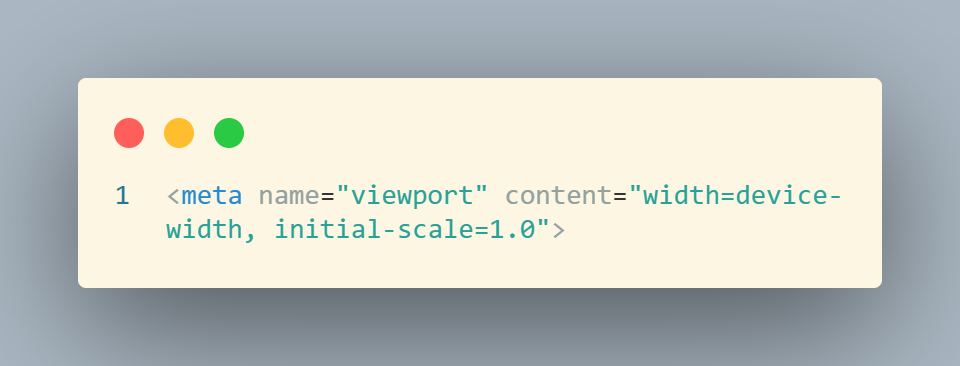 1 <meta name="viewport" content="width=device-
width, initial-scale=1.0">